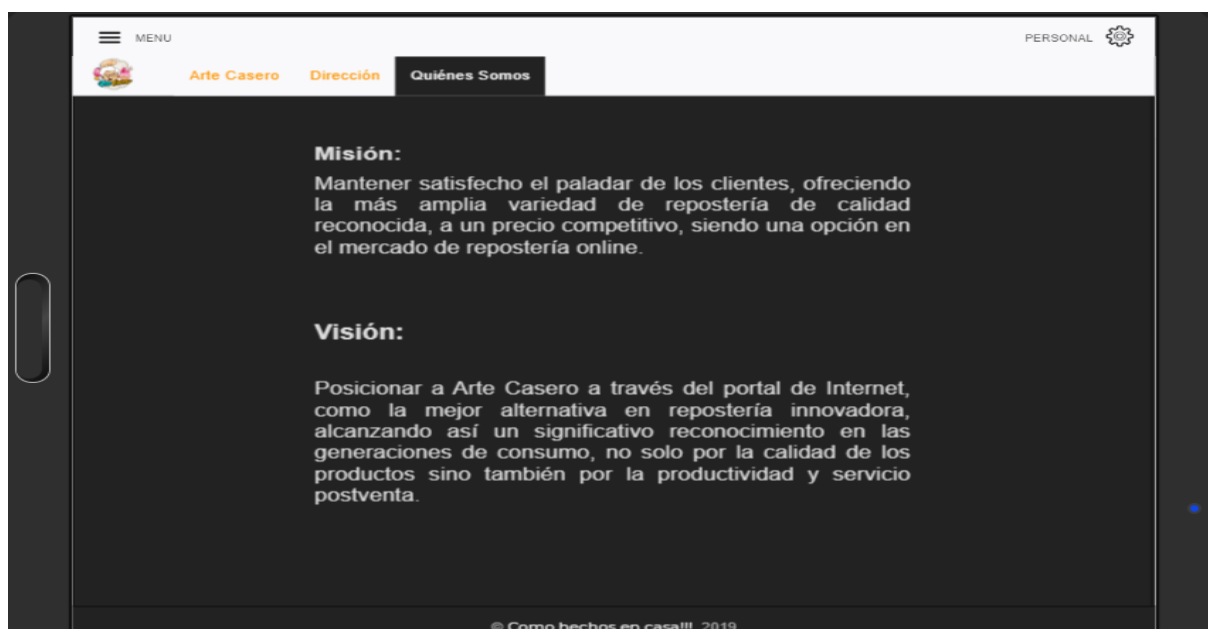 MENU
PERSONAL
Arte Casero Dirección Quiénes Somos
Misión:
Mantener satisfecho el paladar de los clientes, ofreciendo
la más amplia variedad de repostería de calidad
reconocida, a un precio competitivo, siendo una opción en
el mercado de repostería online.
Visión:
Posicionar a Arte Casero a través del portal de Internet,
como la mejor alternativa en repostería innovadora,
alcanzando así un significativo reconocimiento en las
generaciones de consumo, no solo por la calidad de los
productos sino también por la productividad y servicio
postventa.
© Como hechos en casa!!! 2019